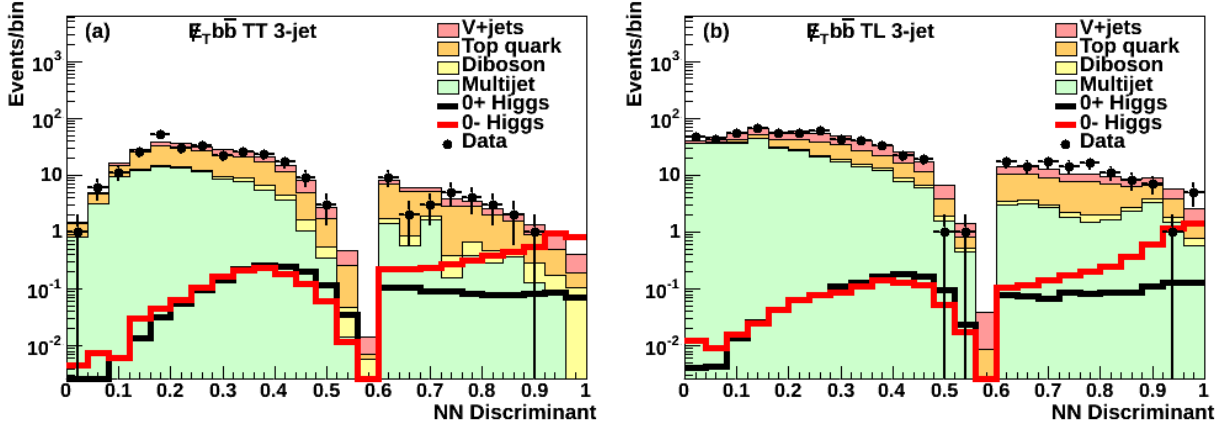 (a) E̸_T bb̄ TT 3-jet
V+jets
Top quark
Diboson
Multijet
0+ Higgs
0- Higgs
Data
Events/bin
10³
10²
10
1
10⁻¹
10⁻²
0 0.1 0.2 0.3 0.4 0.5 0.6 0.7 0.8 0.9 1
NN Discriminant
(b) E̸_T bb̄ TL 3-jet
V+jets
Top quark
Diboson
Multijet
0+ Higgs
0- Higgs
Data
Events/bin
10³
10²
10
1
10⁻¹
10⁻²
0 0.1 0.2 0.3 0.4 0.5 0.6 0.7 0.8 0.9 1
NN Discriminant